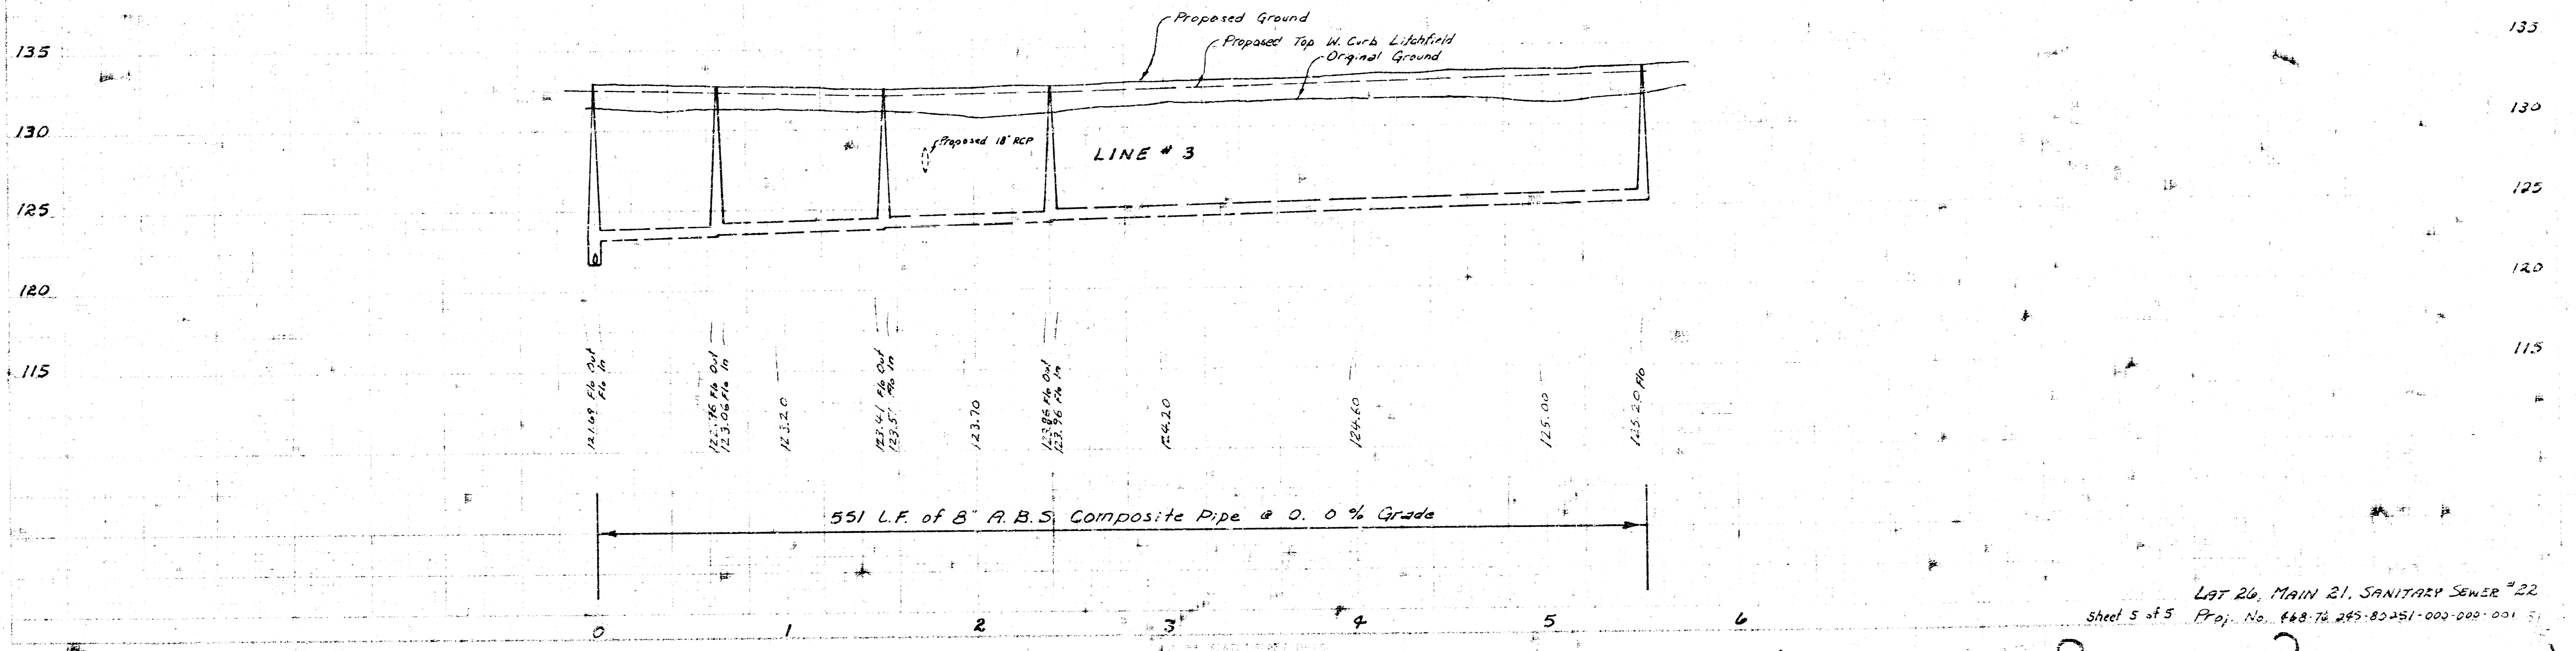 Proposed Ground
Proposed Top W. Curb Litchfield
Original Ground
135
135
130
130
Proposed 18" RCP
LINE # 3
125
125
120
120
115
115
121.69 Flo Out
Flo In
122.96 Flo Out
123.06 Flo In
123.20
123.41 Flo Out
123.51 Flo In
123.70
123.86 Flo Out
123.96 Flo In
124.20
124.60
125.00
125.20 Flo
551 L.F. of 8" A.B.S. Composite Pipe @ 0. 0 % Grade
0 1 2 3 4 5 6
LAT 26, MAIN 21, SANITARY SEWER #22
Sheet 5 of 5 Proj. No.